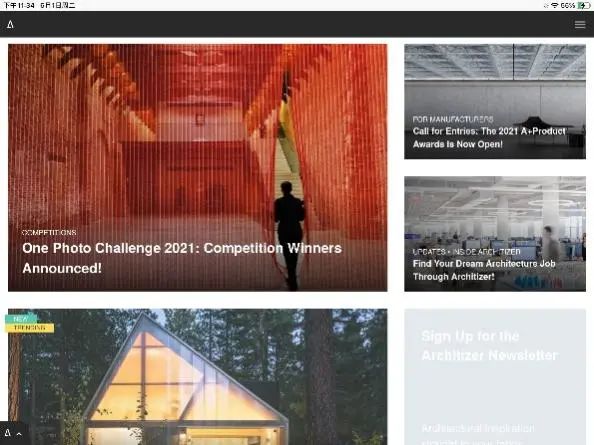 下午11:34 6月1日周二
56%
COMPETITIONS
One Photo Challenge 2021: Competition Winners
Announced!
FOR MANUFACTURERS
Call for Entries: The 2021 A+Product
Awards Is Now Open!
UPDATES • INSIDE ARCHITIZER
Find Your Dream Architecture Job
Through Architizer!
NEW
TRENDING
Sign Up for the
Architizer Newsletter
Architectural inspiration